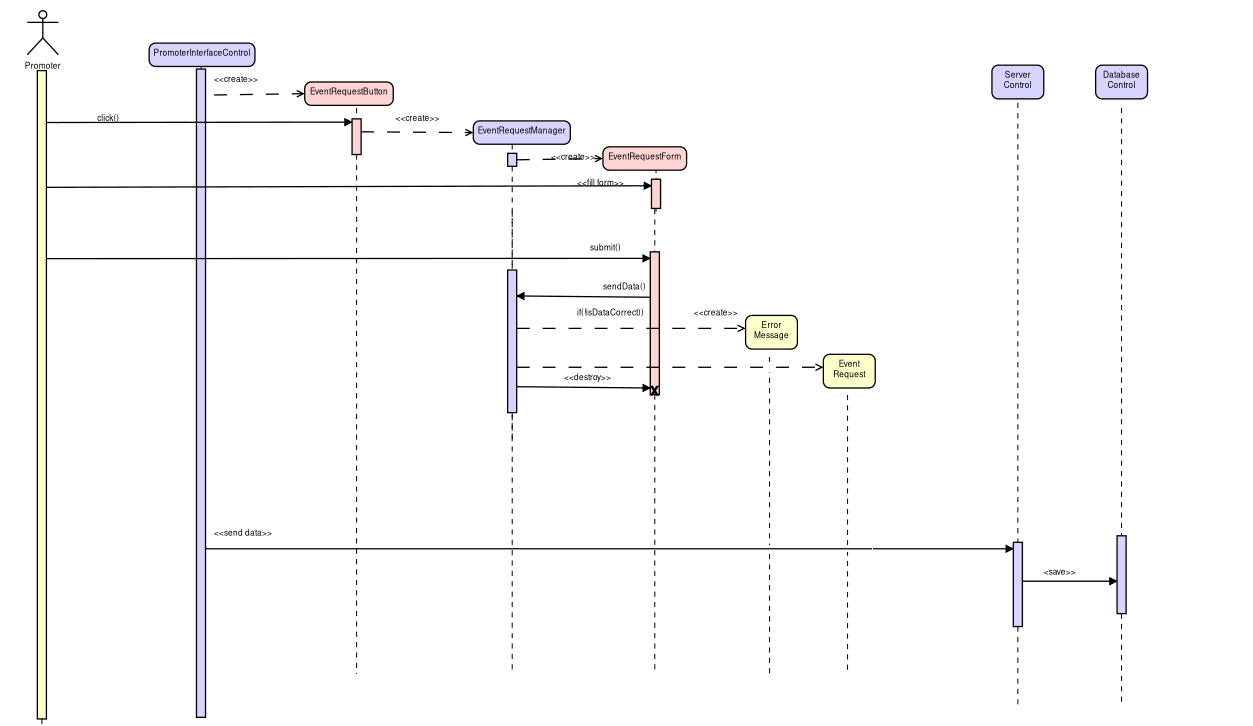 Promoter
PromoterInterfaceControl
<<create>>
EventRequestButton
Server
Control
Database
Control
click()
<<create>>
EventRequestManager
<<create>>
EventRequestForm
<<fill form>>
submit()
sendData()
if(!isDataCorrect))
<<create>>
Error
Message
Event
Request
<<destroy>>
X
<<send data>>
<save>>